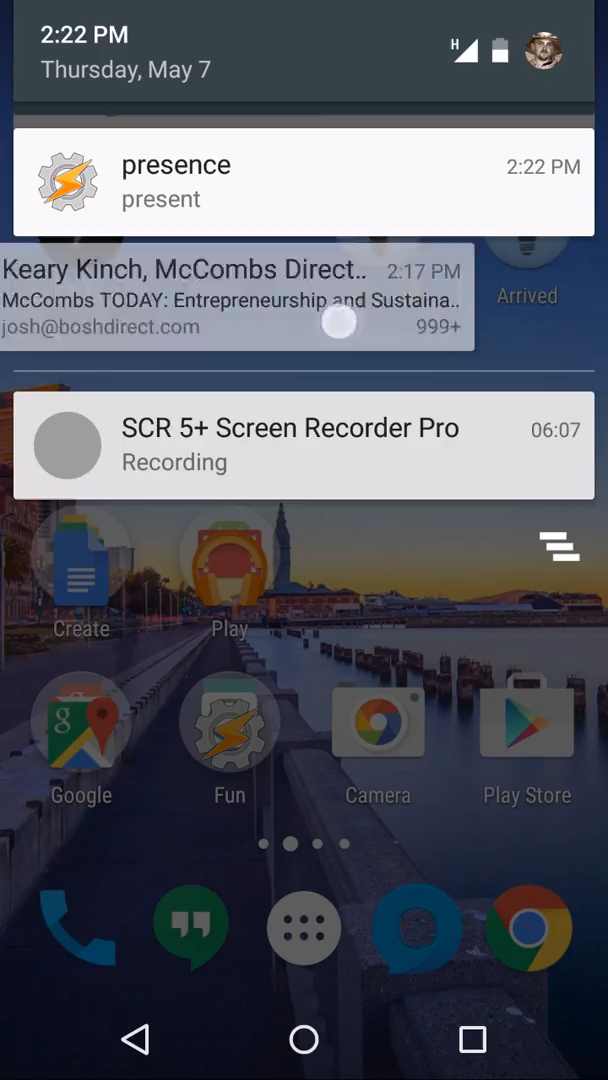 2:22 PM
Thursday, May 7
H
presence
2:22 PM
present
Keary Kinch, McCombs Direct..
2:17 PM
McCombs TODAY: Entrepreneurship and Sustaina..
josh@boshdirect.com
999+
Arrived
SCR 5+ Screen Recorder Pro
06:07
Recording
Create
Play
g
Google
Fun
Camera
Play Store